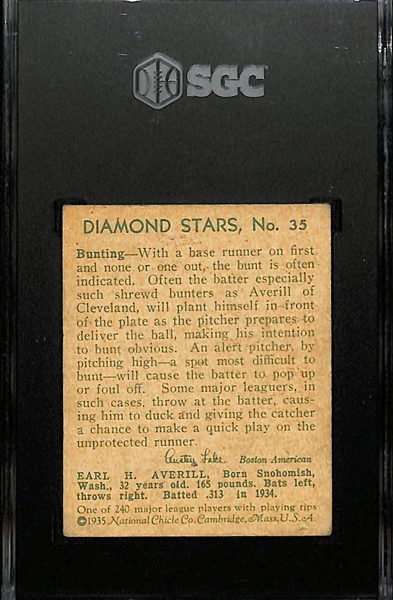 SGC
DIAMOND STARS, No. 35
Bunting—With a base runner on first
and none or one out, the bunt is often
indicated. Often the batter especially
such shrewd bunters as Averill of
Cleveland, will plant himself in front
of the plate as the pitcher prepares to
deliver the ball, making his intention
to bunt obvious. An alert pitcher, by
pitching high—a spot most difficult to
bunt—will cause the batter to pop up
or foul off. Some major leaguers, in
such cases, throw at the batter, caus-
ing him to duck and giving the catcher
a chance to make a quick play on the
unprotected runner.
Austen Lake Boston American
EARL H. AVERILL, Born Snohomish,
Wash., 32 years old. 165 pounds. Bats left,
throws right. Batted .313 in 1934.
One of 240 major league players with playing tips
©1935 National Chicle Co. Cambridge, Mass. U.S.A.